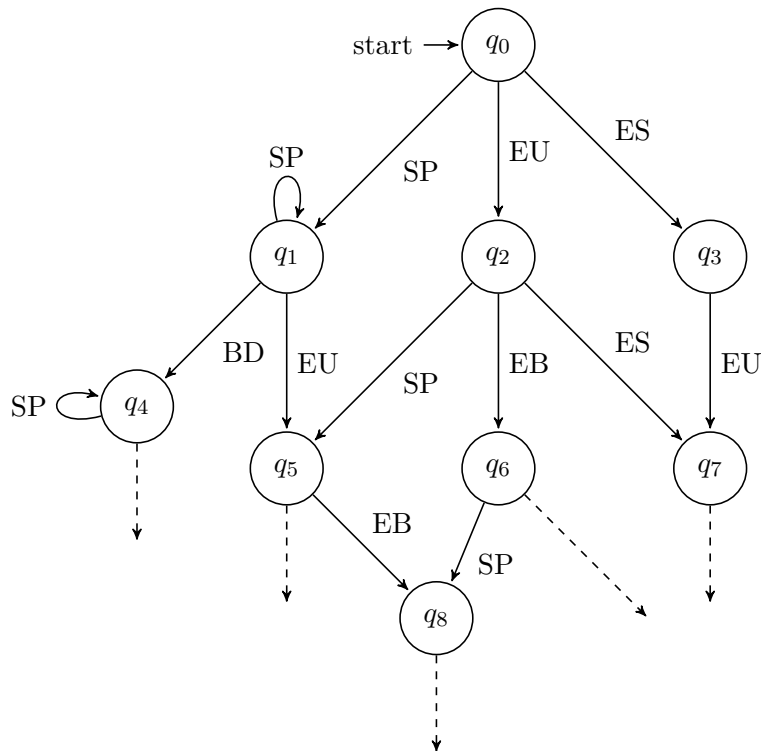 start q0
ES
EU
SP
SP
q1 q2 q3
BD EU SP EB ES EU
SP q4
q5 q6 q7
EB
SP
q8